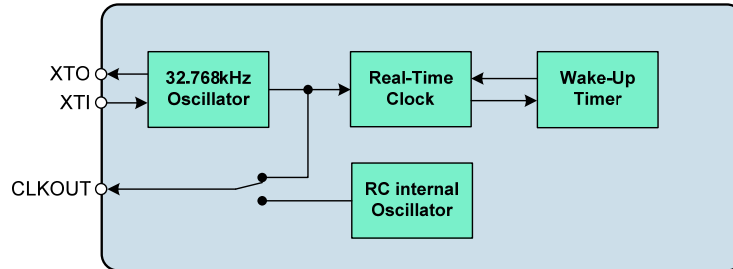 XTO
XTI
32.768kHz
Oscillator
Real-Time
Clock
Wake-Up
Timer
CLKOUT
RC internal
Oscillator